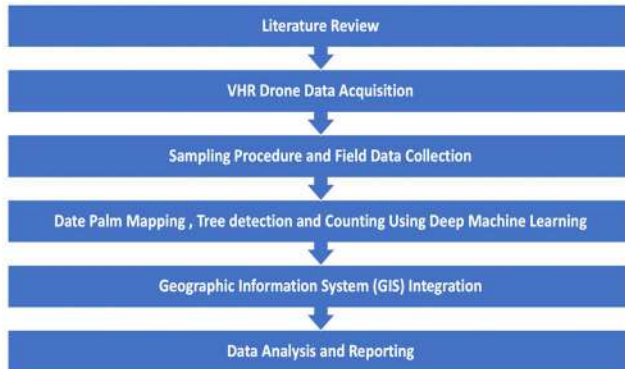 Literature Review
VHR Drone Data Acquisition
Sampling Procedure and Field Data Collection
Date Palm Mapping , Tree detection and Counting Using Deep Machine Learning
Geographic Information System (GIS) Integration
Data Analysis and Reporting